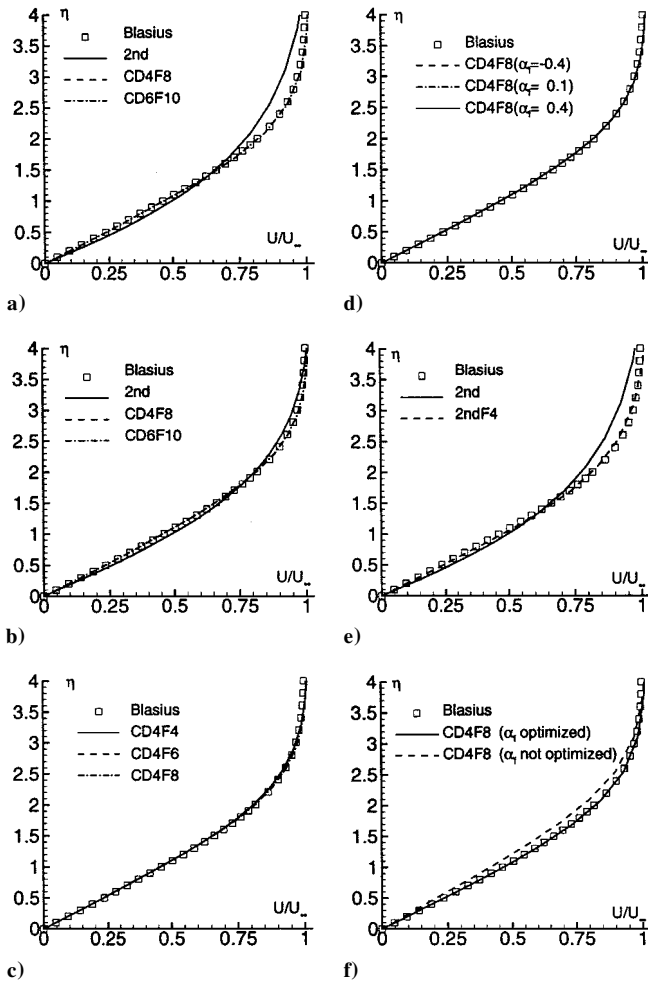 η
4
3.5
3
2.5
2
1.5
1
0.5
0
Blasius
2nd
CD4F8
CD6F10
U/U∞
0 0.25 0.5 0.75 1
a)
η
4
3.5
3
2.5
2
1.5
1
0.5
0
Blasius
CD4F8(αf=-0.4)
CD4F8(αf= 0.1)
CD4F8(αf= 0.4)
U/U∞
0 0.25 0.5 0.75 1
d)
η
4
3.5
3
2.5
2
1.5
1
0.5
0
Blasius
2nd
CD4F8
CD6F10
U/U∞
0 0.25 0.5 0.75 1
b)
η
4
3.5
3
2.5
2
1.5
1
0.5
0
Blasius
2nd
2ndF4
U/U∞
0 0.25 0.5 0.75 1
e)
η
4
3.5
3
2.5
2
1.5
1
0.5
0
Blasius
CD4F4
CD4F6
CD4F8
U/U∞
0 0.25 0.5 0.75 1
c)
η
4
3.5
3
2.5
2
1.5
1
0.5
0
Blasius
CD4F8 (αf optimized)
CD4F8 (αf not optimized)
U/U∞
0 0.25 0.5 0.75 1
f)